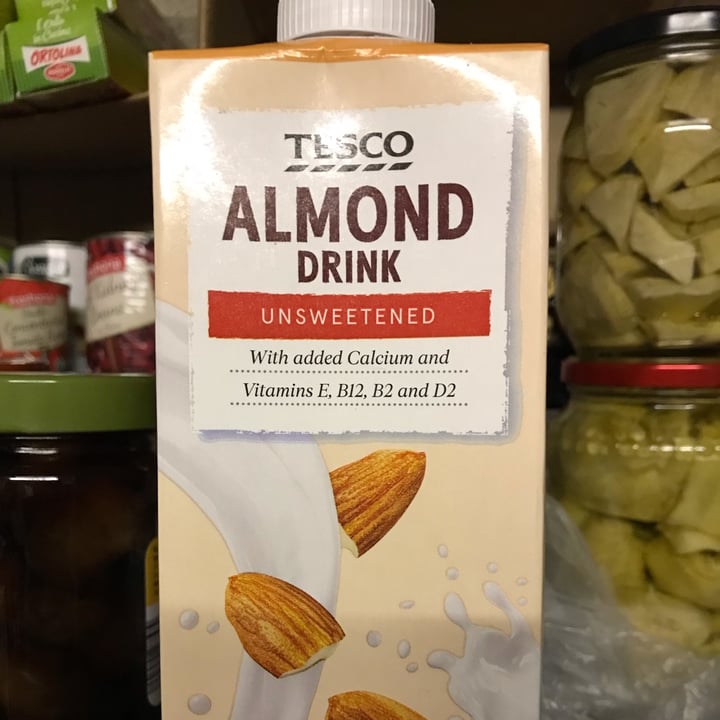 TESCO
ALMOND
DRINK
UNSWEETENED
With added Calcium and
Vitamins E, B12, B2 and D2
ORTOLINA